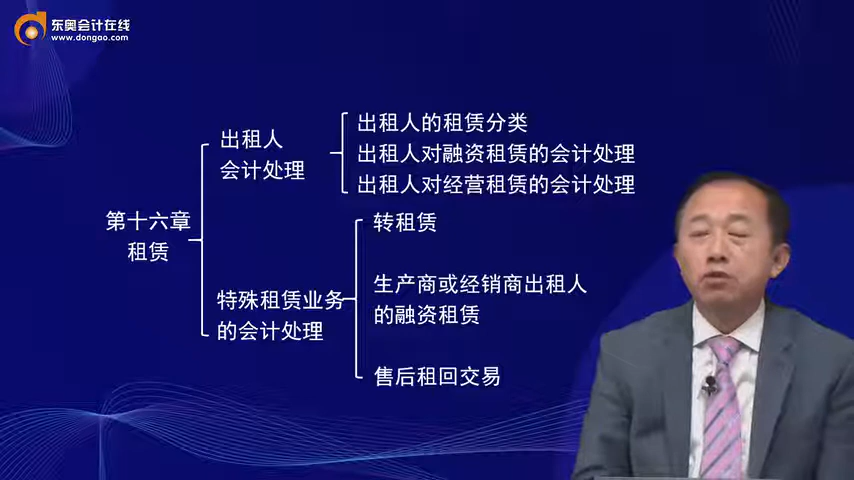 东奥会计在线
www.dongao.com
第十六章
租赁
出租人
会计处理
出租人的租赁分类
出租人对融资租赁的会计处理
出租人对经营租赁的会计处理
特殊租赁业务
的会计处理
转租赁
生产商或经销商出租人
的融资租赁
售后租回交易